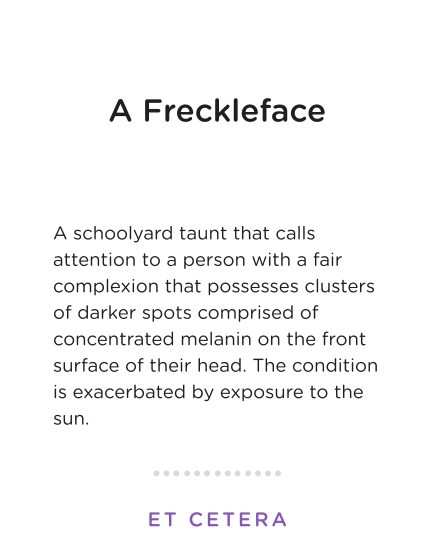 A Freckleface
A schoolyard taunt that calls
attention to a person with a fair
complexion that possesses clusters
of darker spots comprised of
concentrated melanin on the front
surface of their head. The condition
is exacerbated by exposure to the
sun.
ET CETERA